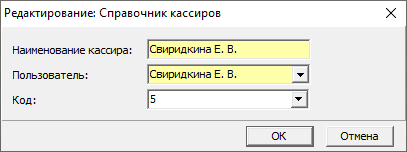 Редактирование: Справочник кассиров
Наименование кассира: Свиридкина Е. В.
Пользователь: Свиридкина Е. В.
Код: 5
ОК Отмена